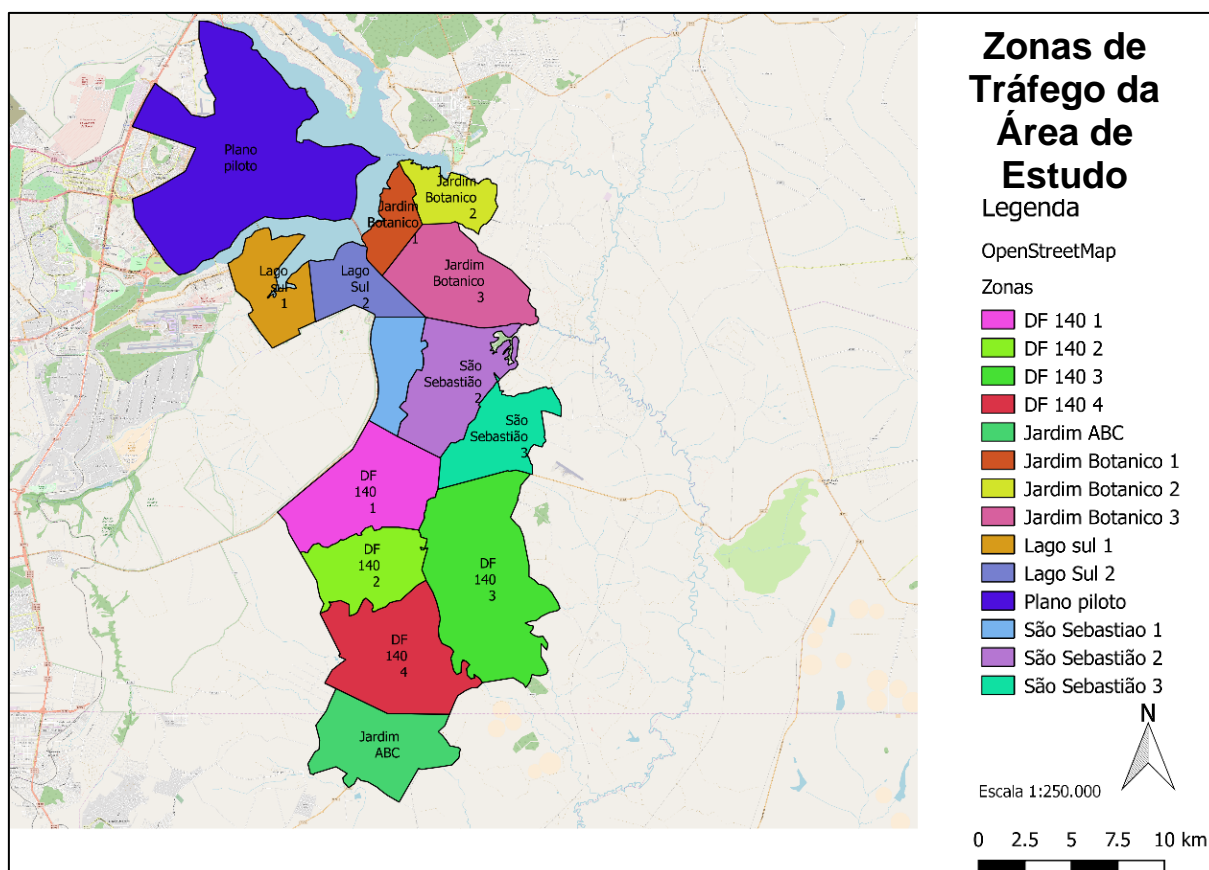 Zonas de
Tráfego da
Área de
Estudo
Legenda
OpenStreetMap
Zonas
DF 140 1
DF 140 2
DF 140 3
DF 140 4
Jardim ABC
Jardim Botanico 1
Jardim Botanico 2
Jardim Botanico 3
Lago sul 1
Lago Sul 2
Plano piloto
São Sebastiao 1
São Sebastião 2
São Sebastião 3
N
Escala 1:250.000
0 2.5 5 7.5 10 km
Plano
piloto
Jardim
Botanico
1
Jardim
Botanico
2
Jardim
Botanico
3
Lago
sul
1
Lago
Sul
2
São
Sebastião
2
São
Sebastião
3
DF
140
1
DF
140
2
DF
140
3
DF
140
4
Jardim
ABC